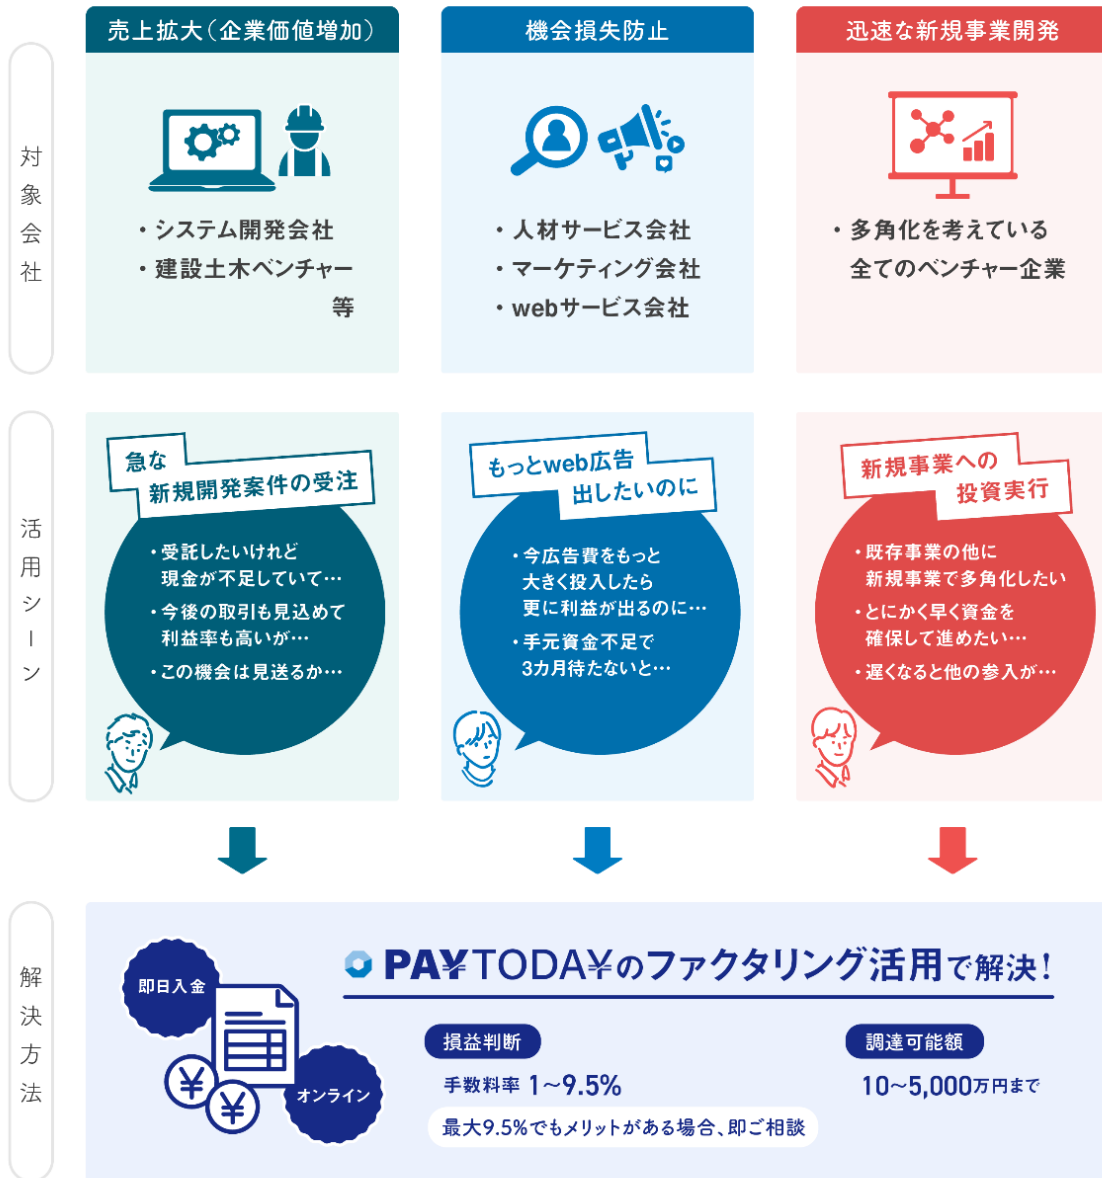 売上拡大（企業価値増加）
機会損失防止
迅速な新規事業開発
対象会社
・システム開発会社
・建設土木ベンチャー
等
・人材サービス会社
・マーケティング会社
・webサービス会社
・多角化を考えている
全てのベンチャー企業
活用シーン
急な
新規開発案件の受注
・受託したいけれど
現金が不足していて…
・今後の取引も見込めて
利益率も高いが…
・この機会は見送るか…
もっとweb広告
出したいのに
・今広告費をもっと
大きく投入したら
更に利益が出るのに…
・手元資金不足で
3カ月待たないと…
新規事業への
投資実行
・既存事業の他に
新規事業で多角化したい
・とにかく早く資金を
確保して進めたい…
・遅くなると他の参入が…
解決方法
即日入金
オンライン
PAY¥TODAY¥のファクタリング活用で解決！
損益判断
手数料率 1〜9.5%
最大9.5%でもメリットがある場合、即ご相談
調達可能額
10〜5,000万円まで